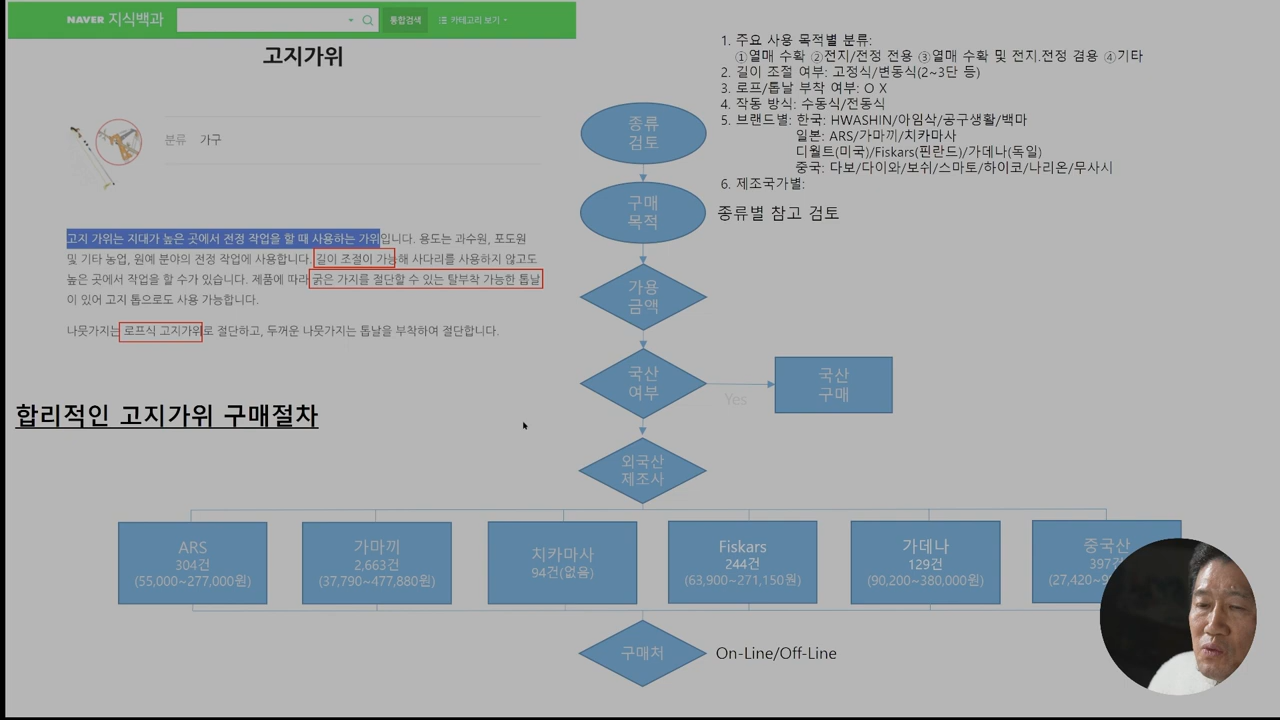 NAVER 지식백과
통합검색
카테고리 보기
고지가위
분류 가구
고지 가위는 지대가 높은 곳에서 전정 작업을 할 때 사용하는 가위입니다. 용도는 과수원, 포도원
및 기타 농업, 원예 분야의 전정 작업에 사용합니다. 길이 조절이 가능해 사다리를 사용하지 않고도
높은 곳에서 작업을 할 수가 있습니다. 제품에 따라 굵은 가지를 절단할 수 있는 탈부착 가능한 톱날
이 있어 고지 톱으로도 사용 가능합니다.
나뭇가지는 로프식 고지가위로 절단하고, 두꺼운 나뭇가지는 톱날을 부착하여 절단합니다.
합리적인 고지가위 구매절차
1. 주요 사용 목적별 분류:
①열매 수확 ②전지/전정 전용 ③열매 수확 및 전지.전정 겸용 ④기타
2. 길이 조절 여부: 고정식/변동식(2~3단 등)
3. 로프/톱날 부착 여부: O X
4. 작동 방식: 수동식/전동식
5. 브랜드별: 한국: HWASHIN/아임삭/공구생활/백마
일본: ARS/가마끼/치카마사
디월트(미국)/Fiskars(핀란드)/가데나(독일)
중국: 다보/다이와/보쉬/스마토/하이코/나리온/무사시
6. 제조국가별:
종류
검토
구매
목적
종류별 참고 검토
가용
금액
국산
여부
Yes
국산
구매
외국산
제조사
ARS
304건
(55,000~277,000원)
가마끼
2,663건
(37,790~477,880원)
치카마사
94건(없음)
Fiskars
244건
(63,900~271,150원)
가데나
129건
(90,200~380,000원)
중국산
397
(27,420~
구매처
On-Line/Off-Line